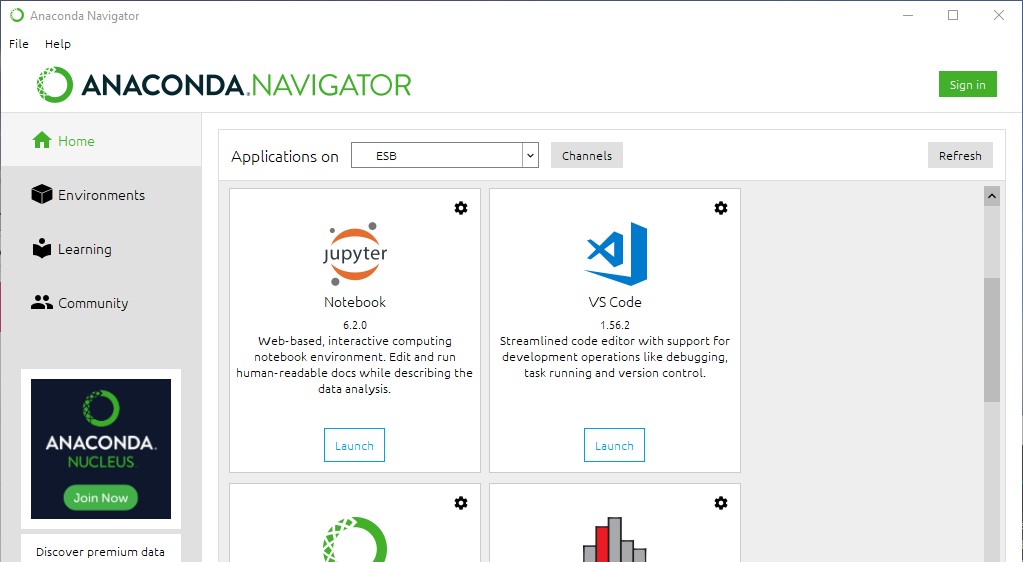 Anaconda Navigator
File Help
ANACONDA.NAVIGATOR
Sign in
Home
Environments
Learning
Community
ANACONDA.
NUCLEUS
Join Now
Discover premium data
Applications on ESB Channels Refresh
jupyter
Notebook
6.2.0
Web-based, interactive computing
notebook environment. Edit and run
human-readable docs while describing the
data analysis.
Launch
VS Code
1.56.2
Streamlined code editor with support for
development operations like debugging,
task running and version control.
Launch